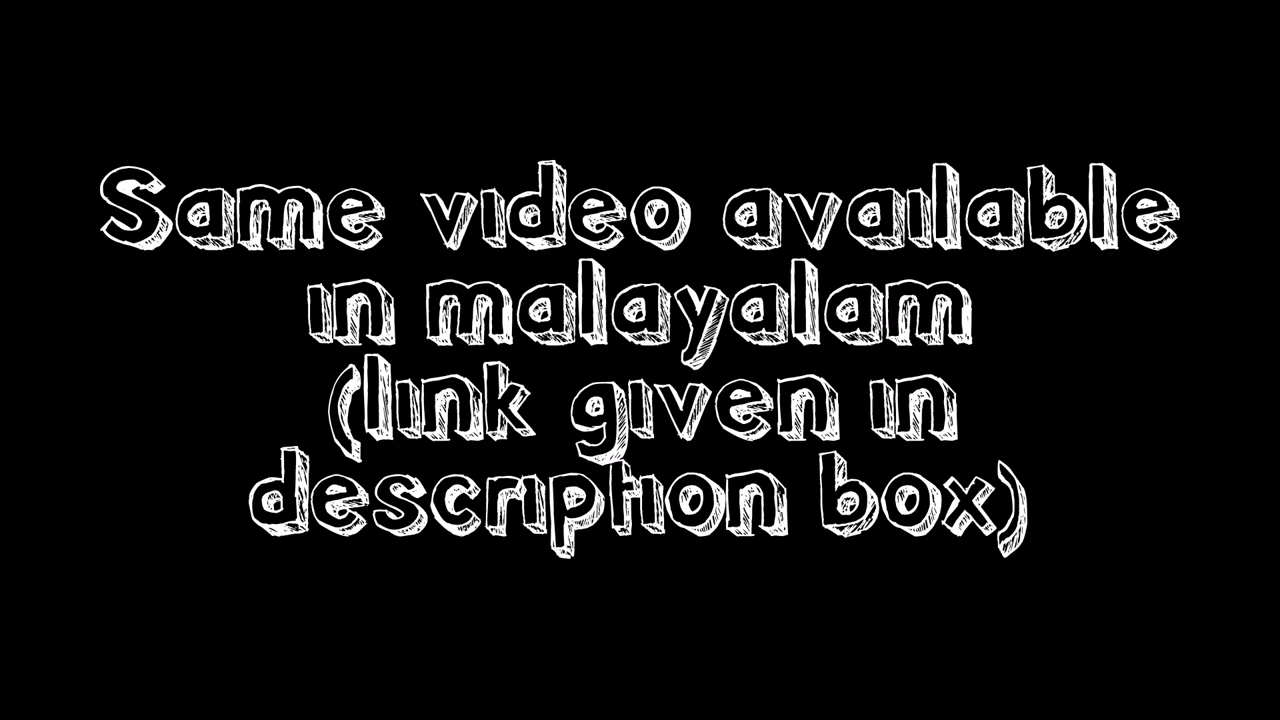 Same video available
in malayalam
(link given in
description box)